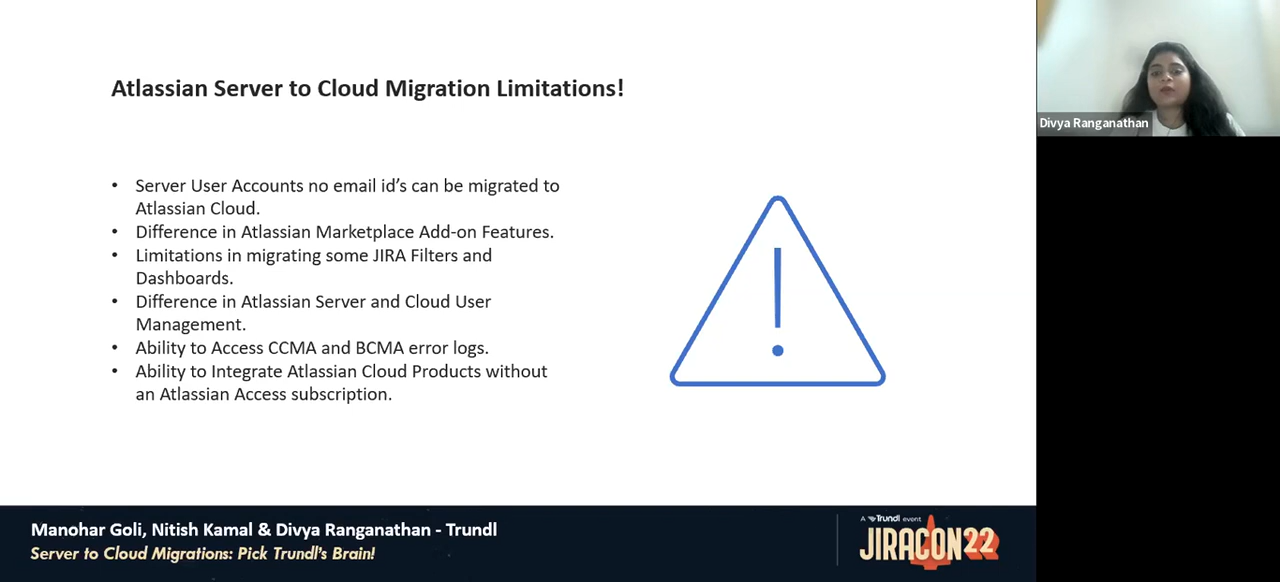 Atlassian Server to Cloud Migration Limitations!
• Server User Accounts no email id’s can be migrated to
Atlassian Cloud.
• Difference in Atlassian Marketplace Add-on Features.
• Limitations in migrating some JIRA Filters and
Dashboards.
• Difference in Atlassian Server and Cloud User
Management.
• Ability to Access CCMA and BCMA error logs.
• Ability to Integrate Atlassian Cloud Products without
an Atlassian Access subscription.
Divya Ranganathan
Manohar Goli, Nitish Kamal & Divya Ranganathan - Trundl
Server to Cloud Migrations: Pick Trundl’s Brain!
A Trundl event
JIRACON22